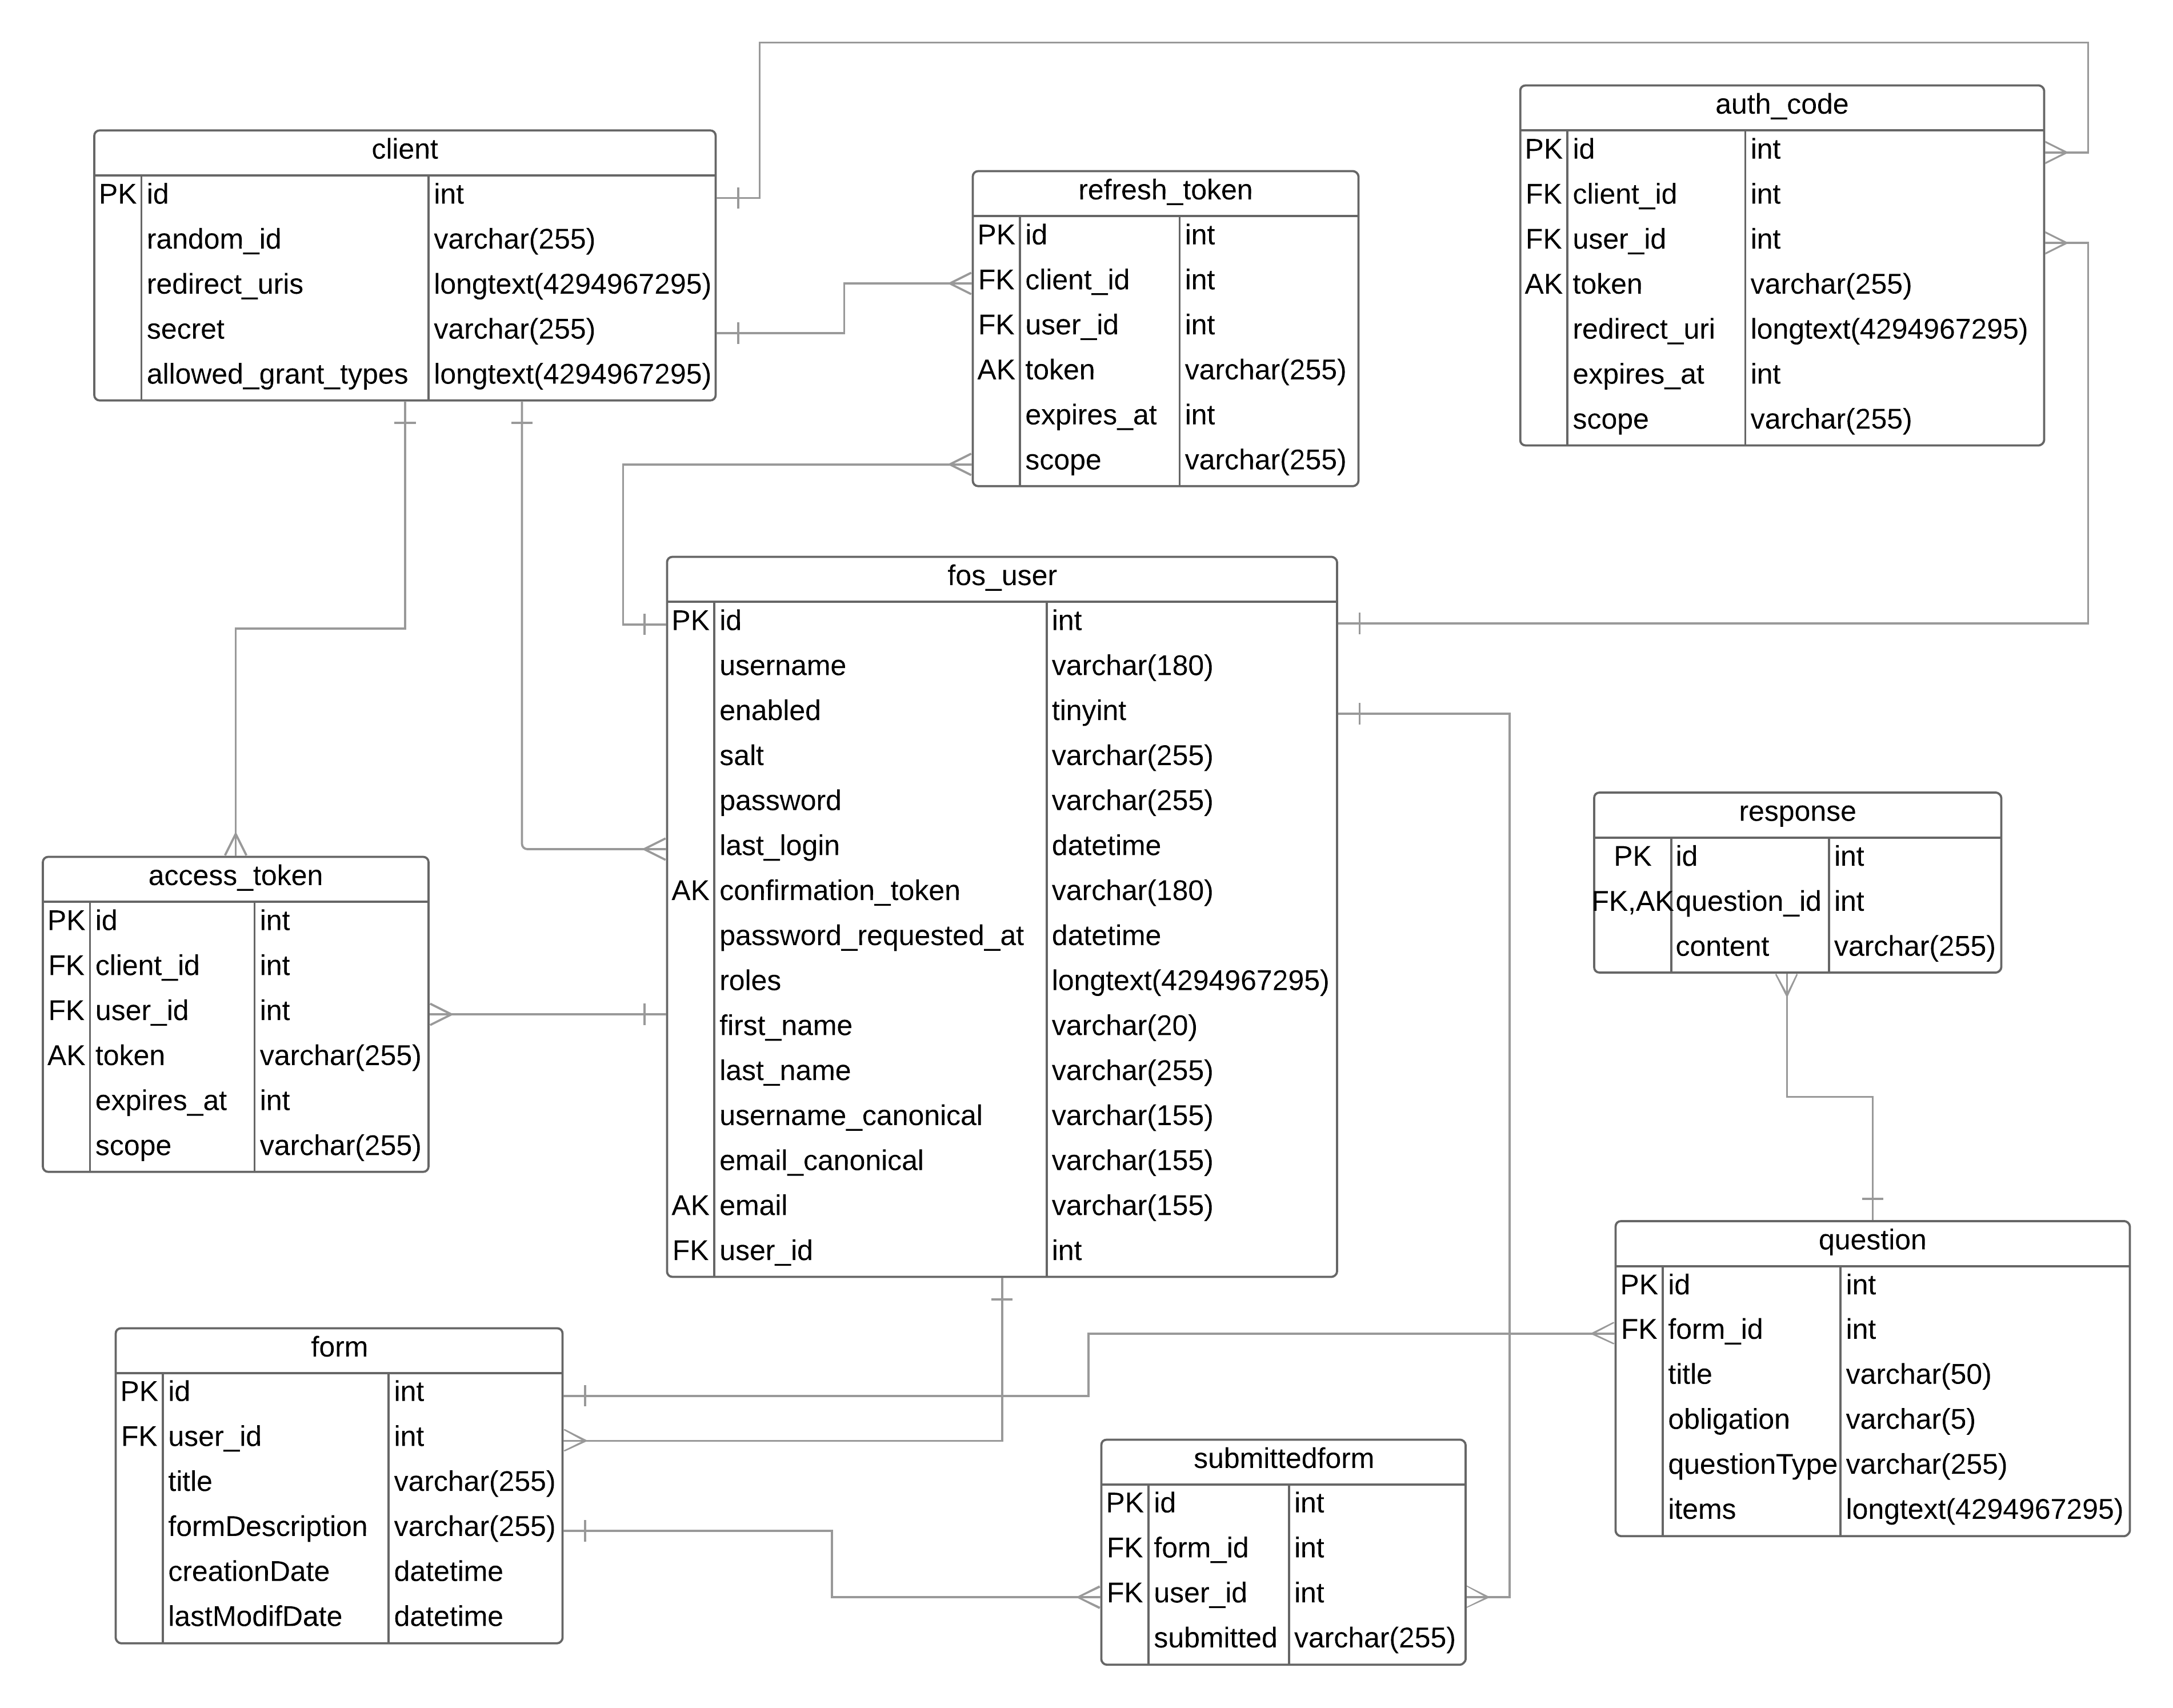 client
PK id int
random_id varchar(255)
redirect_uris longtext(4294967295)
secret varchar(255)
allowed_grant_types longtext(4294967295)
refresh_token
PK id int
FK client_id int
FK user_id int
AK token varchar(255)
expires_at int
scope varchar(255)
auth_code
PK id int
FK client_id int
FK user_id int
AK token varchar(255)
redirect_uri longtext(4294967295)
expires_at int
scope varchar(255)
fos_user
PK id int
username varchar(180)
enabled tinyint
salt varchar(255)
password varchar(255)
last_login datetime
AK confirmation_token varchar(180)
password_requested_at datetime
roles longtext(4294967295)
first_name varchar(20)
last_name varchar(255)
username_canonical varchar(155)
email_canonical varchar(155)
AK email varchar(155)
FK user_id int
access_token
PK id int
FK client_id int
FK user_id int
AK token varchar(255)
expires_at int
scope varchar(255)
response
PK id int
FK,AK question_id int
content varchar(255)
question
PK id int
FK form_id int
title varchar(50)
obligation varchar(5)
questionType varchar(255)
items longtext(4294967295)
form
PK id int
FK user_id int
title varchar(255)
formDescription varchar(255)
creationDate datetime
lastModifDate datetime
submittedform
PK id int
FK form_id int
FK user_id int
submitted varchar(255)